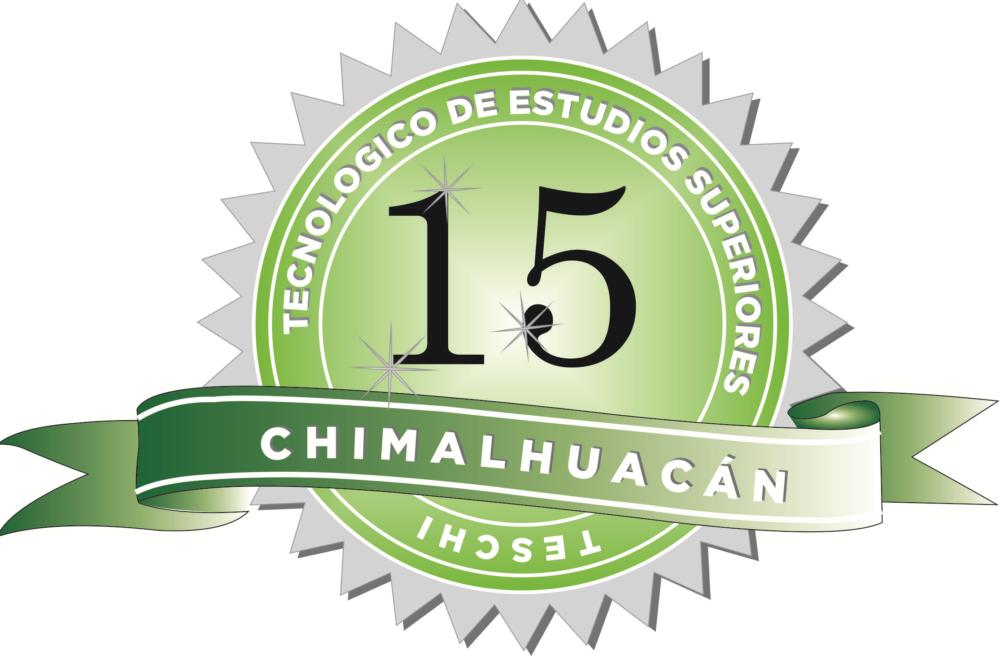 TECNOLOGICO DE ESTUDIOS SUPERIORES
15
CHIMALHUACÁN
TESCHI